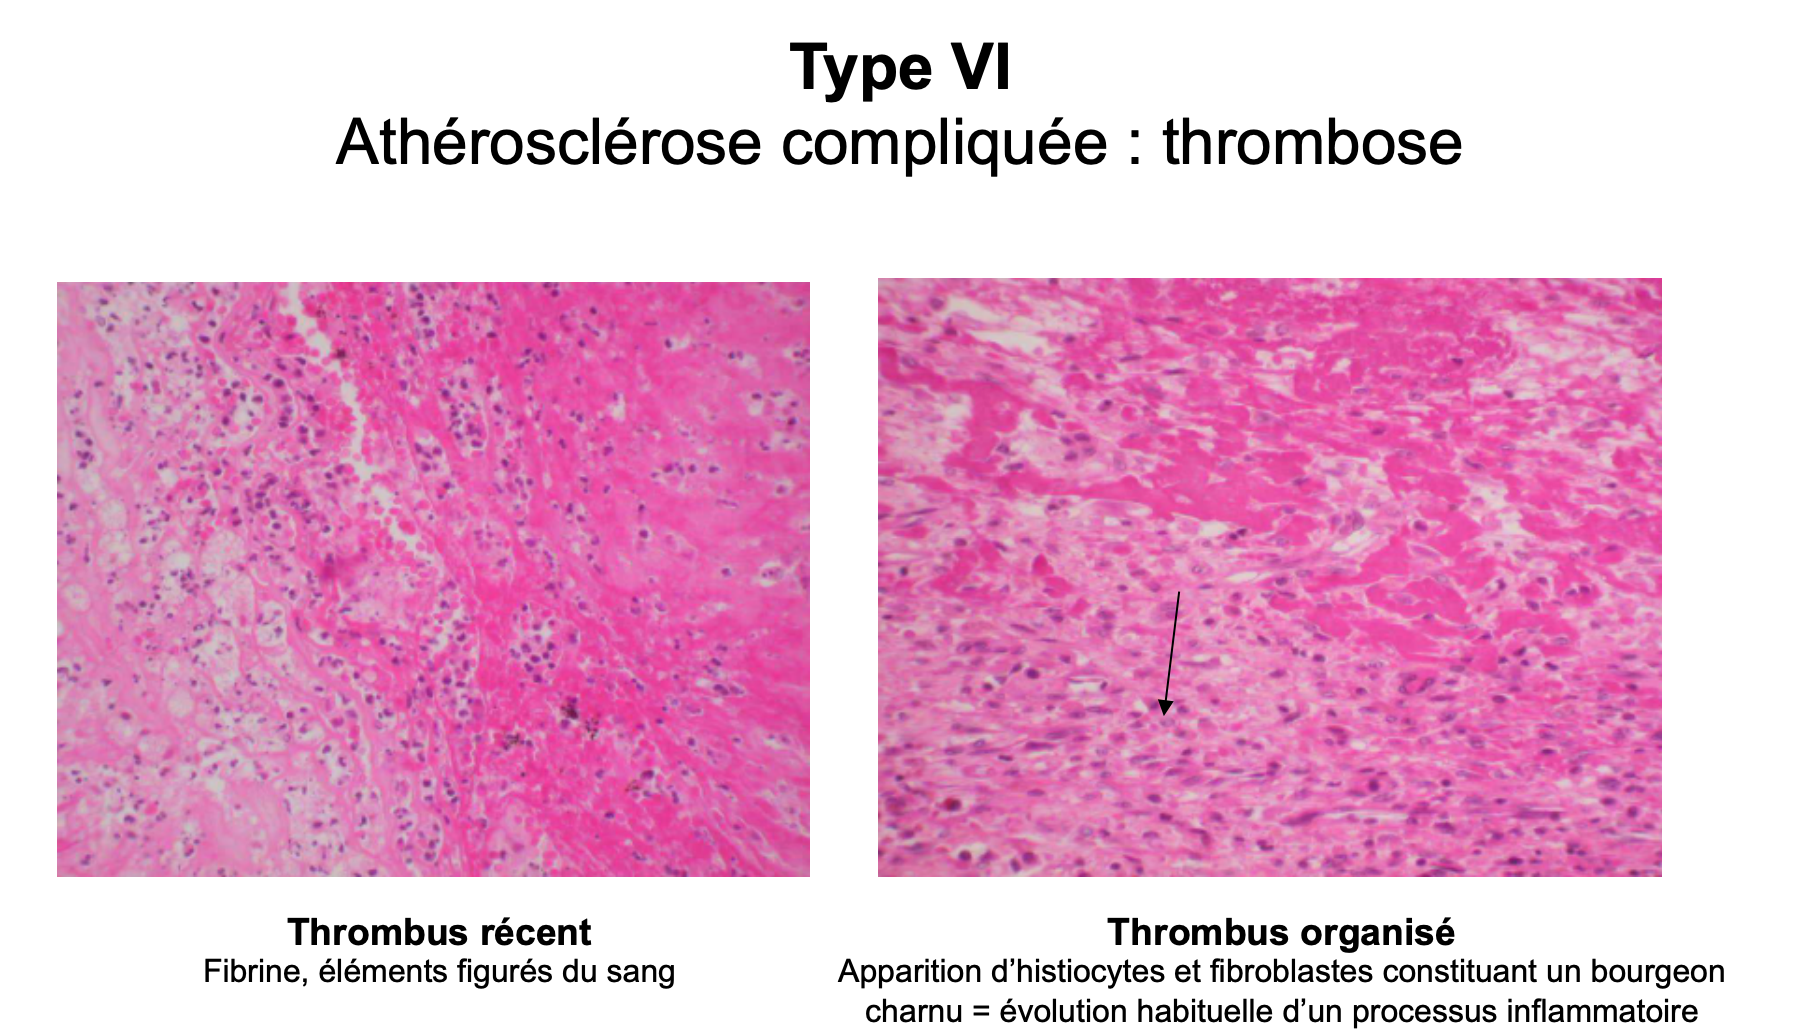 Type VI
Athérosclérose compliquée : thrombose
Thrombus récent
Fibrine, éléments figurés du sang
Thrombus organisé
Apparition d’histiocytes et fibroblastes constituant un bourgeon
charnu = évolution habituelle d’un processus inflammatoire